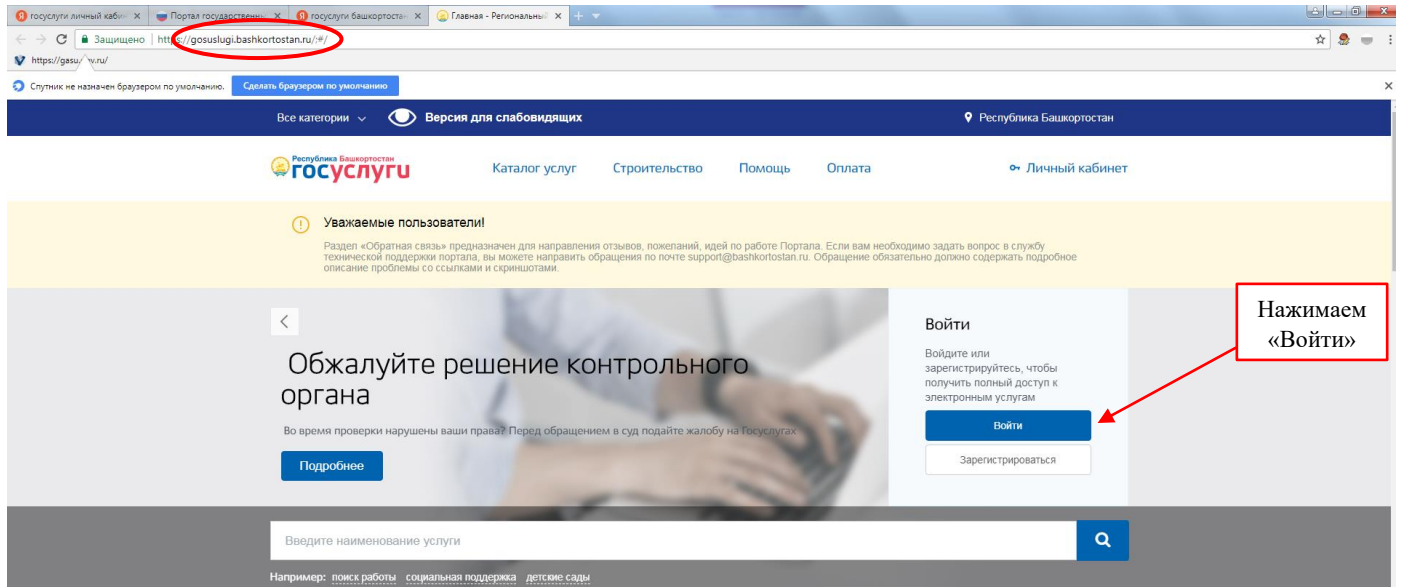 госуслуги личный каби
Портал государственны
госуслуги башкортостан
Главная - Региональный
Защищено https://gosuslugi.bashkortostan.ru/:#/
Спутник не назначен браузером по умолчанию. Сделать браузером по умолчанию
Все категории
Версия для слабовидящих
Республика Башкортостан
Республика Башкортостан
госуслуги
Каталог услуг Строительство Помощь Оплата
Личный кабинет
Уважаемые пользователи!
Раздел «Обратная связь» предназначен для направления отзывов, пожеланий, идей по работе Портала. Если вам необходимо задать вопрос в службу
технической поддержки портала, вы можете направить обращения по почте support@bashkortostan.ru. Обращение обязательно должно содержать подробное
описание проблемы со ссылками и скриншотами.
Обжалуйте решение контрольного
органа
Во время проверки нарушены ваши права? Перед обращением в суд подайте жалобу на Госуслугах
Подробнее
Войти
Войдите или
зарегистрируйтесь, чтобы
получить полный доступ к
электронным услугам
Войти
Зарегистрироваться
Нажимаем
«Войти»
Введите наименование услуги
Например: поиск работы социальная поддержка детские сады